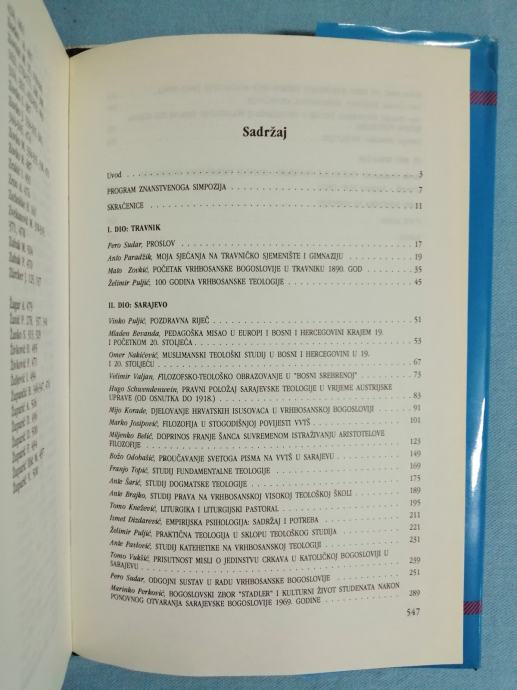 Sadržaj
Uvod . . . 3
PROGRAM ZNANSTVENOGA SIMPOZIJA . . . 7
SKRAĆENICE . . . 11
I. DIO: TRAVNIK
Pero Sudar, PROSLOV . . . 17
Anto Paradžik, MOJA SJEĆANJA NA TRAVNIČKO SJEMENIŠTE I GIMNAZIJU . . . 19
Mato Zovkić, POČETAK VRHBOSANSKE BOGOSLOVIJE U TRAVNIKU 1890. GOD . . . 35
Želimir Puljić, 100 GODINA VRHBOSANSKE TEOLOGIJE . . . 45
II. DIO: SARAJEVO
Vinko Puljić, POZDRAVNA RIJEČ . . . 51
Mladen Bevanda, PEDAGOŠKA MISAO U EUROPI I BOSNI I HERCEGOVINI KRAJEM 19.
I POČETKOM 20. STOLJEĆA . . . 53
Omer Nakičević, MUSLIMANSKI TEOLOŠKI STUDIJ U BOSNI I HERCEGOVINI U 19.
I 20. STOLJEĆU . . . 67
Velimir Valjan, FILOZOFSKO-TEOLOŠKO OBRAZOVANJE U "BOSNI SREBRENOJ" . . . 73
Hugo Schwendenwein, PRAVNI POLOŽAJ SARAJEVSKE TEOLOGIJE U VRIJEME AUSTRIJSKE
UPRAVE (OD OSNUTKA DO 1918.) . . . 83
Mijo Korade, DJELOVANJE HRVATSKIH ISUSOVACA U VRHBOSANSKOJ BOGOSLOVIJI . . . 91
Marko Josipović, FILOZOFIJA U STOGODIŠNJOJ POVIJESTI VVTŠ . . . 101
Miljenko Belić, DOPRINOS FRANJE ŠANCA SUVREMENOM ISTRAŽIVANJU ARISTOTELOVE
FILOZOFIJE . . . 123
Božo Odobašić, PROUČAVANJE SVETOGA PISMA NA VVTŠ U SARAJEVU . . . 149
Franjo Topić, STUDIJ FUNDAMENTALNE TEOLOGIJE . . . 169
Ante Šarić, STUDIJ DOGMATSKE TEOLOGIJE . . . 175
Ante Brajko, STUDIJ PRAVA NA VRHBOSANSKOJ VISOKOJ TEOLOŠKOJ ŠKOLI . . . 189
Tomo Knežević, LITURGIKA I LITURGIJSKI PASTORAL . . . 195
Ismet Dizdarević, EMPIRIJSKA PSIHOLOGIJA: SADRŽAJ I POTREBA . . . 211
Želimir Puljić, PRAKTIČNA TEOLOGIJA U SKLOPU TEOLOŠKOG STUDIJA . . . 221
Ante Pavlović, STUDIJ KATEHETIKE NA VRHBOSANSKOJ TEOLOGIJI . . . 231
Tomo Vukšić, PRISUTNOST MISLI O JEDINSTVU CRKAVA U KATOLIČKOJ BOGOSLOVIJI U
SARAJEVU . . . 239
Pero Sudar, ODGOJNI SUSTAV U RADU VRHBOSANSKE BOGOSLOVIJE . . . 251
Marinko Perković, BOGOSLOVSKI ZBOR "STADLER" I KULTURNI ŽIVOT STUDENATA NAKON
PONOVNOG OTVARANJA SARAJEVSKE BOGOSLOVIJE 1969. GODINE . . . 289
547